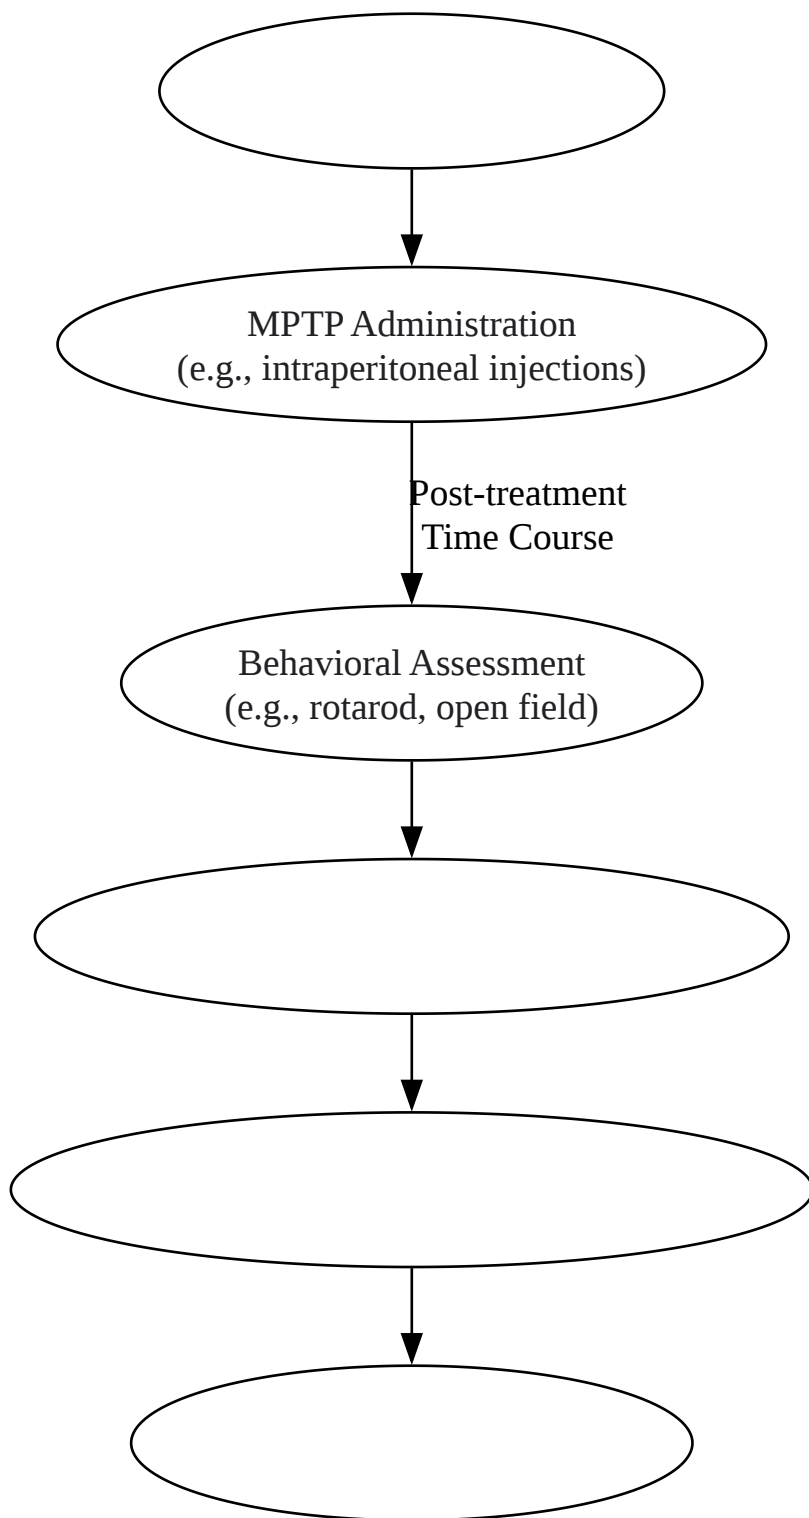 MPTP Administration
(e.g., intraperitoneal injections)
Post-treatment
Time Course
Behavioral Assessment
(e.g., rotarod, open field)